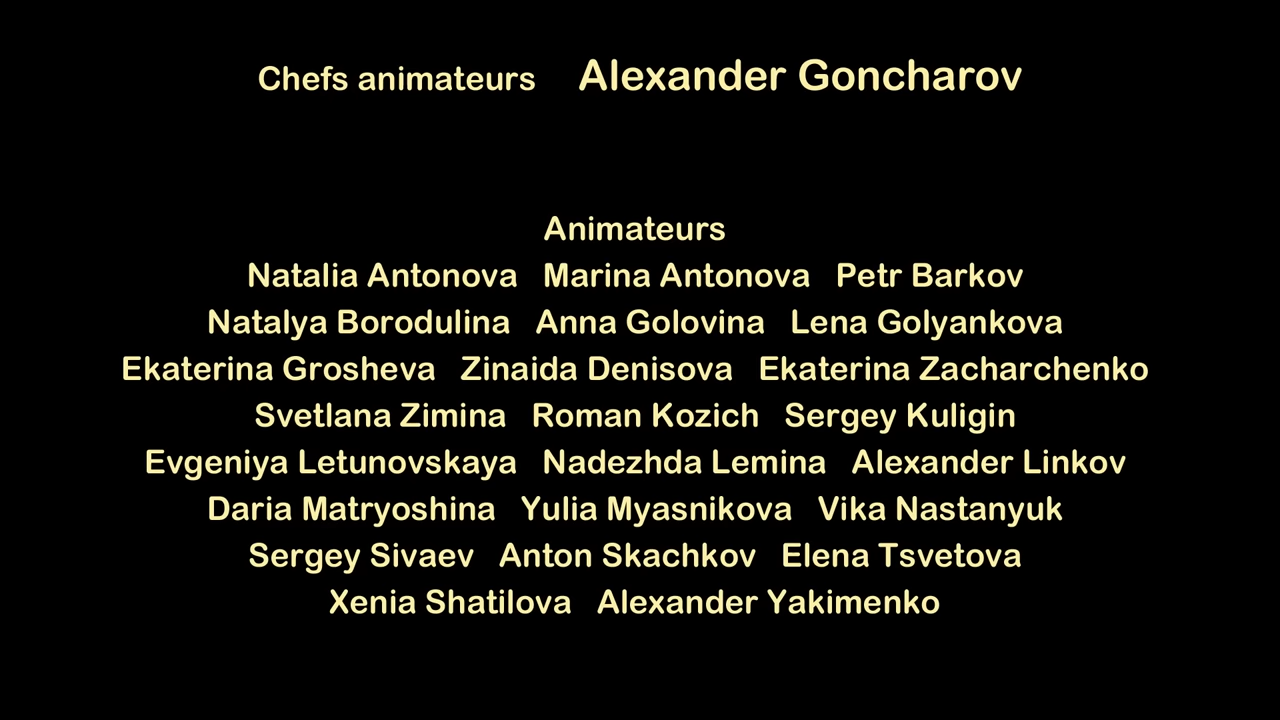 Chefs animateurs Alexander Goncharov
Animateurs
Natalia Antonova Marina Antonova Petr Barkov
Natalya Borodulina Anna Golovina Lena Golyankova
Ekaterina Grosheva Zinaida Denisova Ekaterina Zacharchenko
Svetlana Zimina Roman Kozich Sergey Kuligin
Evgeniya Letunovskaya Nadezhda Lemina Alexander Linkov
Daria Matryoshina Yulia Myasnikova Vika Nastanyuk
Sergey Sivaev Anton Skachkov Elena Tsvetova
Xenia Shatilova Alexander Yakimenko